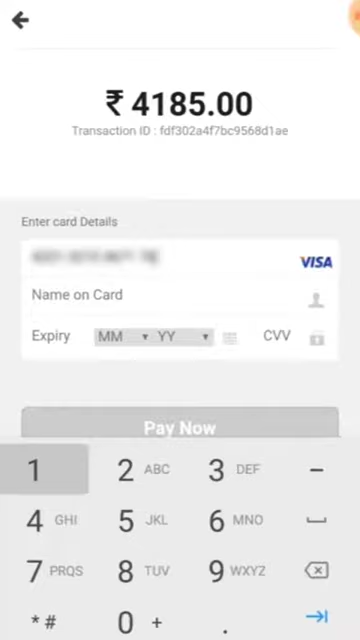 ₹ 4185.00
Transaction ID : fdf302a4f7bc9568d1ae
Enter card Details
VISA
Name on Card
Expiry MM YY CVV
Pay Now
1 2 ABC 3 DEF -
4 GHI 5 JKL 6 MNO
7 PRQS 8 TUV 9 WXYZ
* # 0 + .